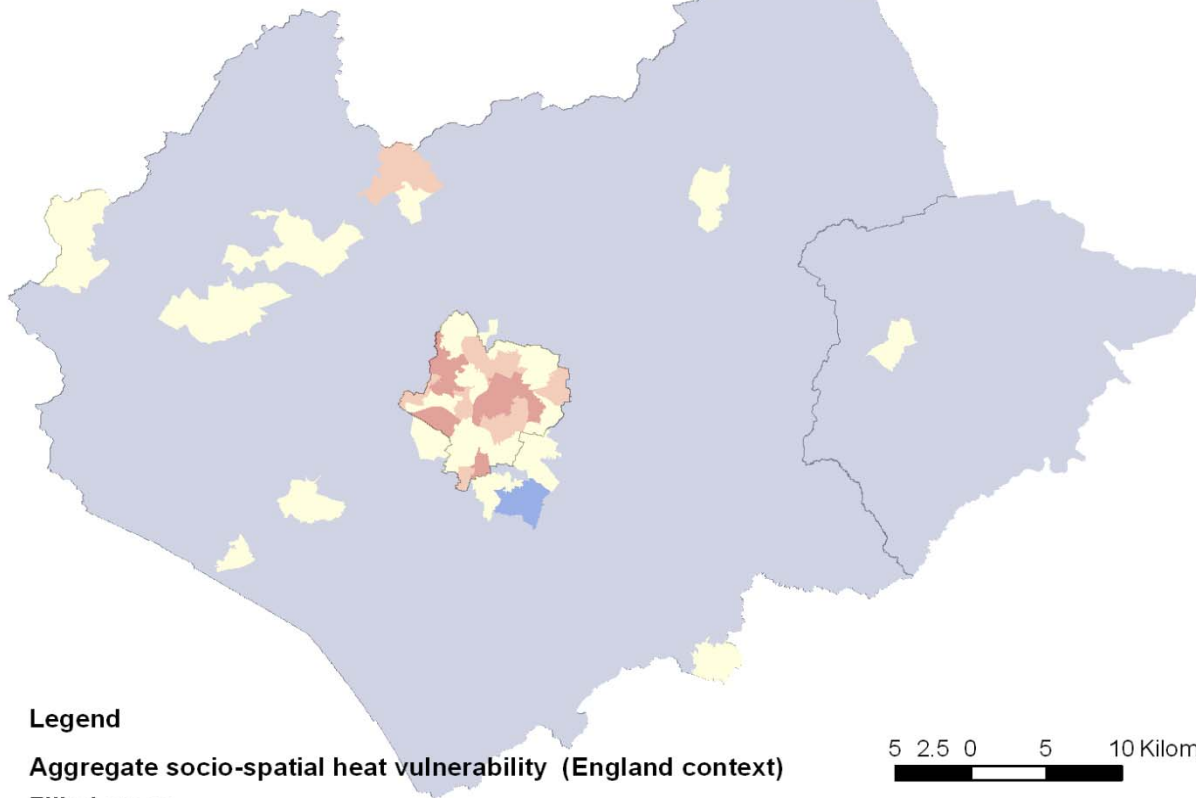 Legend
5 2.5 0 5 10 Kilom
Aggregate socio-spatial heat vulnerability (England context)